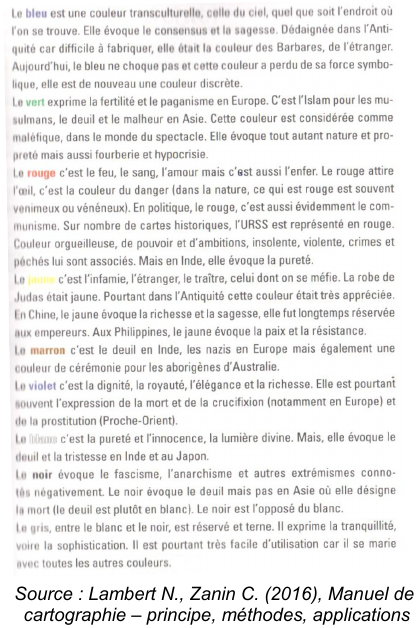 Le bleu est une couleur transculturelle, celle du ciel, quel que soit l'endroit où
l'on se trouve. Elle évoque le consensus et la sagesse. Dédaignée dans l'Anti-
quité car difficile à fabriquer, elle était la couleur des Barbares, de l'étranger.
Aujourd'hui, le bleu ne choque pas et cette couleur a perdu de sa force symbo-
lique, elle est de nouveau une couleur discrète.
Le vert exprime la fertilité et le paganisme en Europe. C'est l'Islam pour les mu-
sulmans, le deuil et le malheur en Asie. Cette couleur est considérée comme
maléfique, dans le monde du spectacle. Elle évoque tout autant nature et pro-
preté mais aussi fourberie et hypocrisie.
Le rouge c'est le feu, le sang, l'amour mais c'est aussi l'enfer. Le rouge attire
l'œil, c'est la couleur du danger (dans la nature, ce qui est rouge est souvent
venimeux ou vénéneux). En politique, le rouge, c'est aussi évidemment le com-
munisme. Sur nombre de cartes historiques, l'URSS est représenté en rouge.
Couleur orgueilleuse, de pouvoir et d'ambitions, insolente, violente, crimes et
péchés lui sont associés. Mais en Inde, elle évoque la pureté.
Le jaune c'est l'infamie, l'étranger, le traître, celui dont on se méfie. La robe de
Judas était jaune. Pourtant dans l'Antiquité cette couleur était très appréciée.
En Chine, le jaune évoque la richesse et la sagesse, elle fut longtemps réservée
aux empereurs. Aux Philippines, le jaune évoque la paix et la résistance.
Le marron c'est le deuil en Inde, les nazis en Europe mais également une
couleur de cérémonie pour les aborigènes d'Australie.
Le violet c'est la dignité, la royauté, l'élégance et la richesse. Elle est pourtant
souvent l'expression de la mort et de la crucifixion (notamment en Europe) et
de la prostitution (Proche-Orient).
Le blanc c'est la pureté et l'innocence, la lumière divine. Mais, elle évoque le
deuil et la tristesse en Inde et au Japon.
Le noir évoque le fascisme, l'anarchisme et autres extrémismes conno-
tés négativement. Le noir évoque le deuil mais pas en Asie où elle désigne
la mort (le deuil est plutôt en blanc). Le noir est l'opposé du blanc.
Le gris, entre le blanc et le noir, est réservé et terne. Il exprime la tranquillité,
voire la sophistication. Il est pourtant très facile d'utilisation car il se marie
avec toutes les autres couleurs.
Source : Lambert N., Zanin C. (2016), Manuel de
cartographie – principe, méthodes, applications